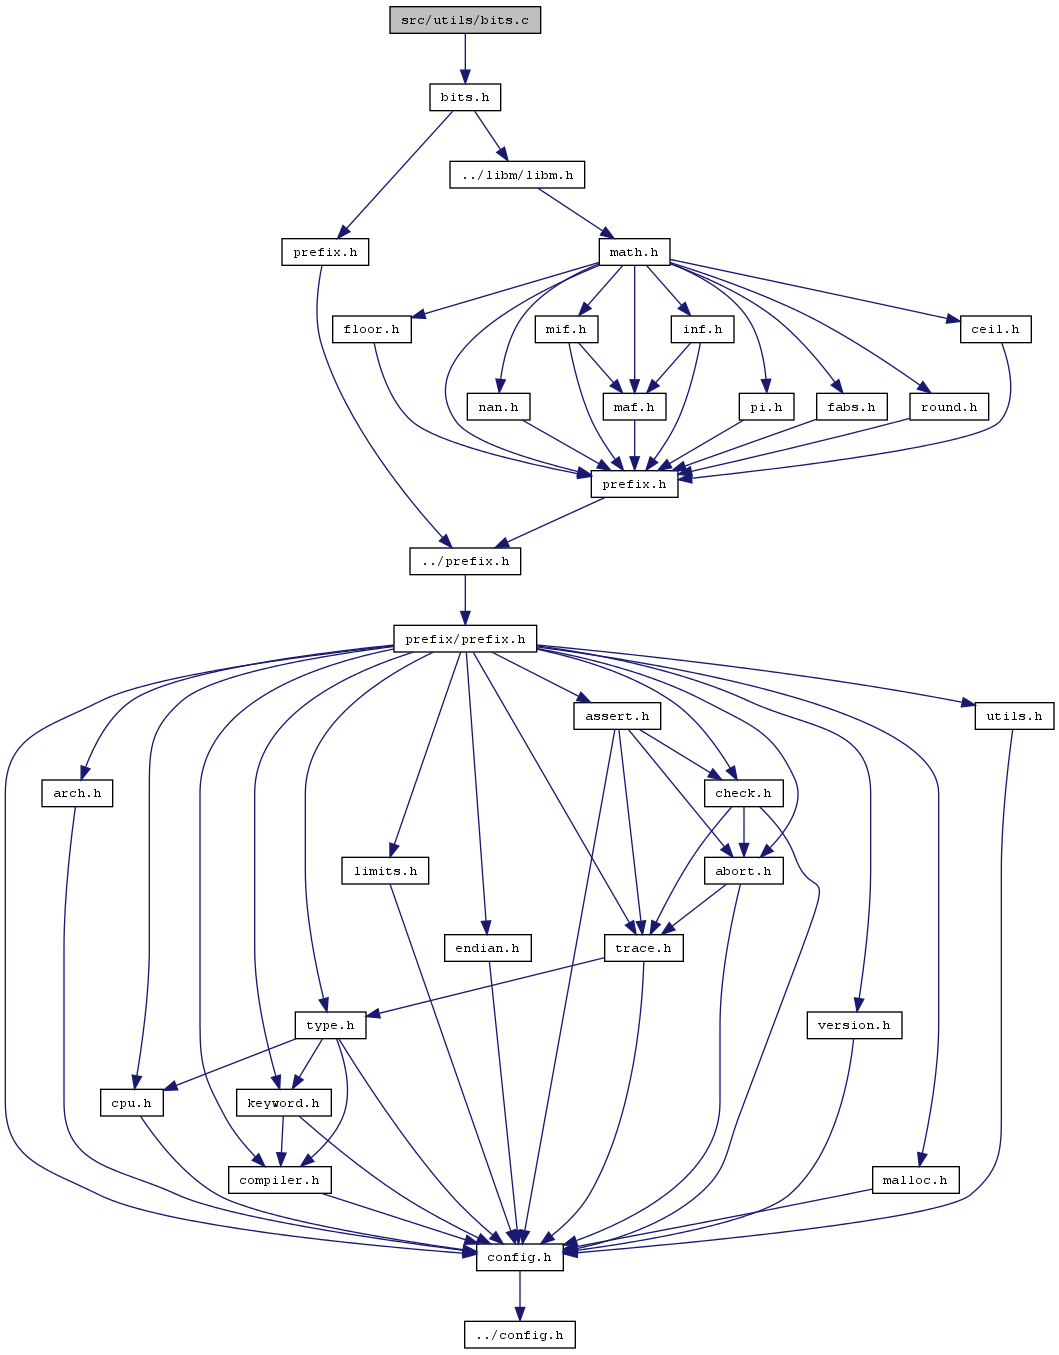 src/utils/bits.c
bits.h
../libm/libm.h
prefix.h
math.h
floor.h
mif.h
inf.h
ceil.h
nan.h
maf.h
pi.h
fabs.h
round.h
prefix.h
../prefix.h
prefix/prefix.h
assert.h
utils.h
arch.h
check.h
limits.h
abort.h
endian.h
trace.h
type.h
version.h
cpu.h
keyword.h
compiler.h
malloc.h
config.h
../config.h